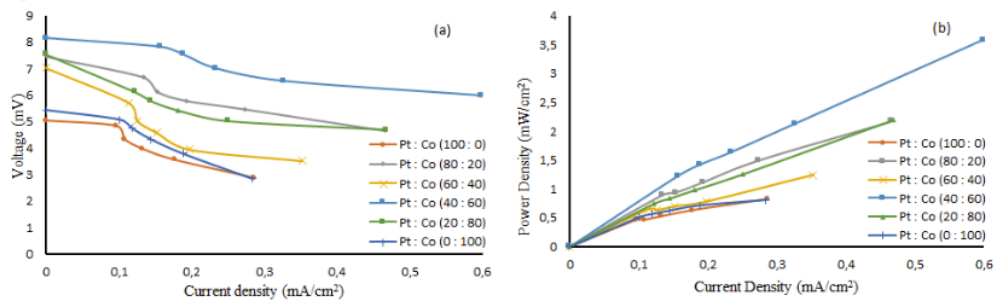 (a)
Voltage (mV)
9
8
7
6
5
4
3
2
1
0
0
0,1
0,2
0,3
0,4
0,5
0,6
Current density (mA/cm²)
Pt : Co (100 : 0)
Pt : Co (80 : 20)
Pt : Co (60 : 40)
Pt : Co (40 : 60)
Pt : Co (20 : 80)
Pt : Co (0 : 100)
(b)
Power Density (mW/cm²)
4
3,5
3
2,5
2
1,5
1
0,5
0
0
0,1
0,2
0,3
0,4
0,5
0,6
Current Density (mA/cm²)
Pt : Co (100 : 0)
Pt : Co (80 : 20)
Pt : Co (60 : 40)
Pt : Co (40 : 60)
Pt : Co (20 : 80)
Pt : Co (0 : 100)